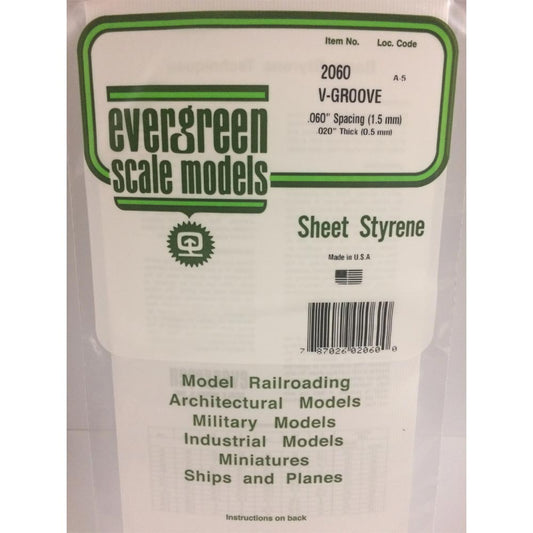 Item No. Loc. Code
2060 A-5
V-GROOVE
.060" Spacing (1.5 mm)
.020" Thick (0.5 mm)
evergreen
scale models
Sheet Styrene
Made in U.S.A
7 87026 02060 0
Model Railroading
Architectural Models
Military Models
Industrial Models
Miniatures
Ships and Planes
Instructions on back